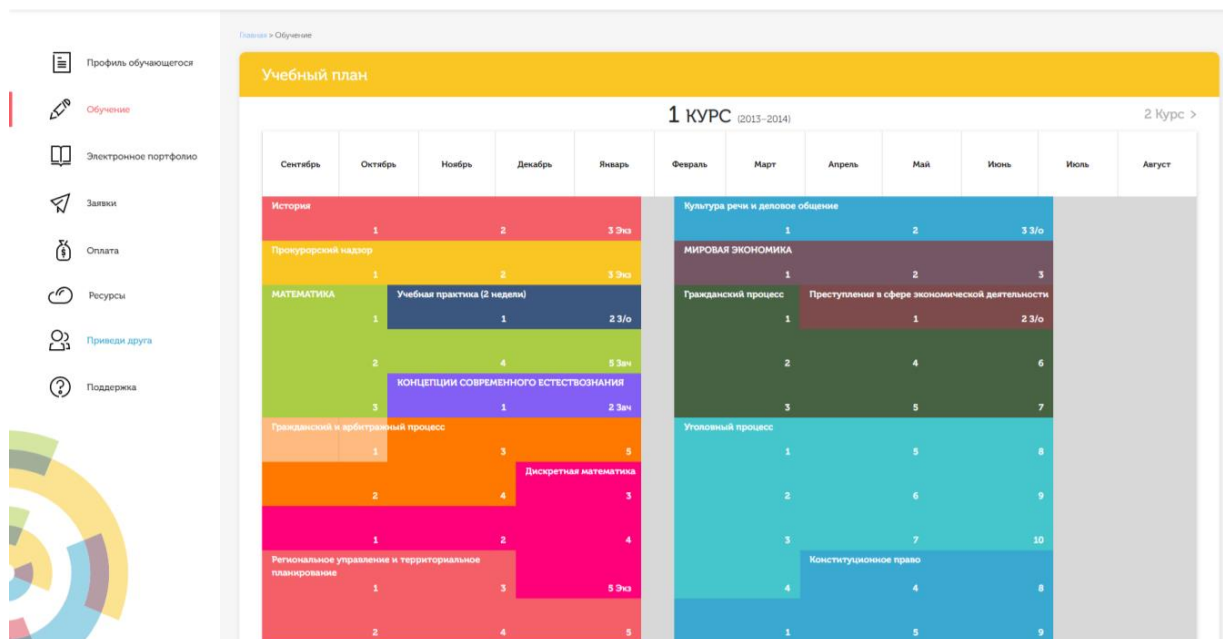 Главная > Обучение
Профиль обучающегося
Обучение
Электронное портфолио
Заявки
Оплата
Ресурсы
Приведи друга
Поддержка
Учебный план
1 КУРС (2013–2014)
2 Курс >
Сентябрь Октябрь Ноябрь Декабрь Январь Февраль Март Апрель Май Июнь Июль Август
История
1 2 3 Экз
Прокурорский надзор
1 2 3 Экз
МАТЕМАТИКА Учебная практика (2 недели)
1 1 2 З/о
2 4 5 Зач
КОНЦЕПЦИИ СОВРЕМЕННОГО ЕСТЕСТВОЗНАНИЯ
3 1 2 Зач
Гражданский и арбитражный процесс
1 3 5
Дискретная математика
2 4 3
1 2 4
Региональное управление и территориальное
планирование
1 3 5 Экз
2 4 5
Культура речи и деловое общение
1 2 3 З/о
МИРОВАЯ ЭКОНОМИКА
1 2 3
Гражданский процесс Преступления в сфере экономической деятельности
1 1 2 З/о
2 4 6
3 5 7
Уголовный процесс
1 5 8
2 6 9
3 7 10
Конституционное право
4 4 8
1 5 9